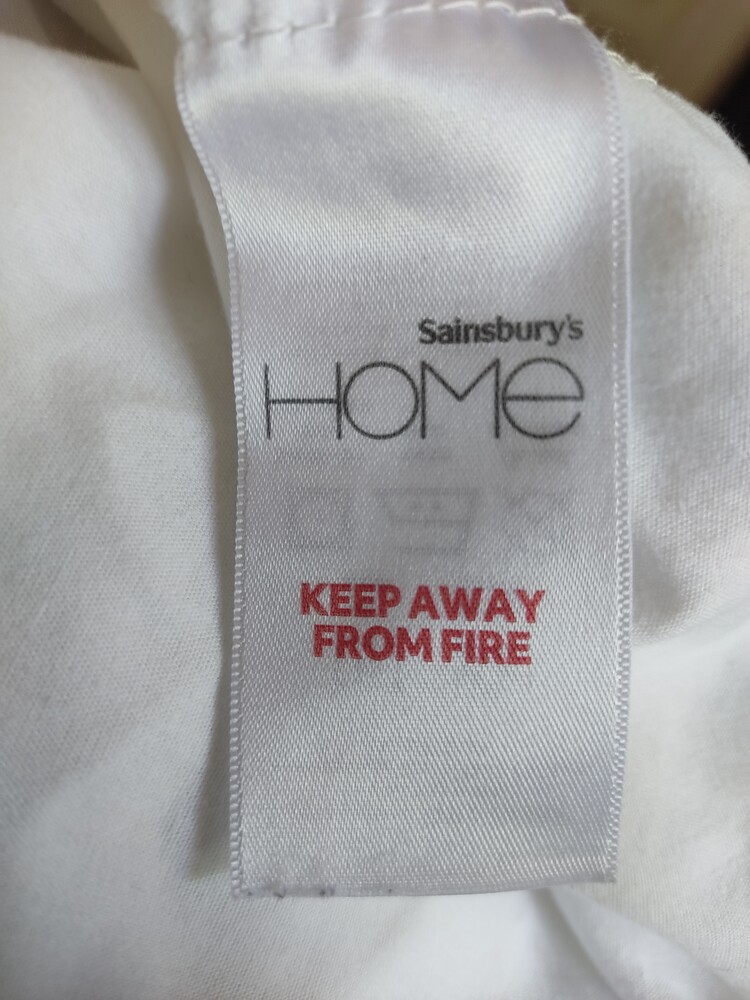 Sainsbury's
HOMe
KEEP AWAY
FROM FIRE